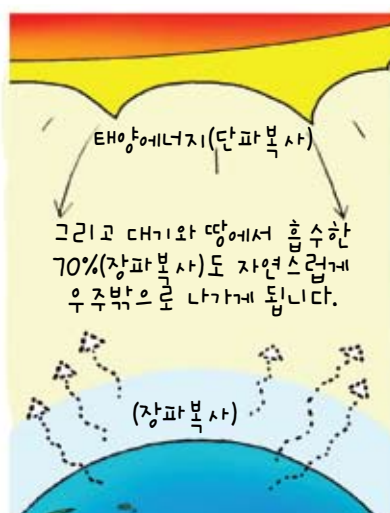 태양에너지(단파복사)
그리고 대기와 땅에서 흡수한
70%(장파복사)도 자연스럽게
우주밖으로 나가게 됩니다.
(장파복사)